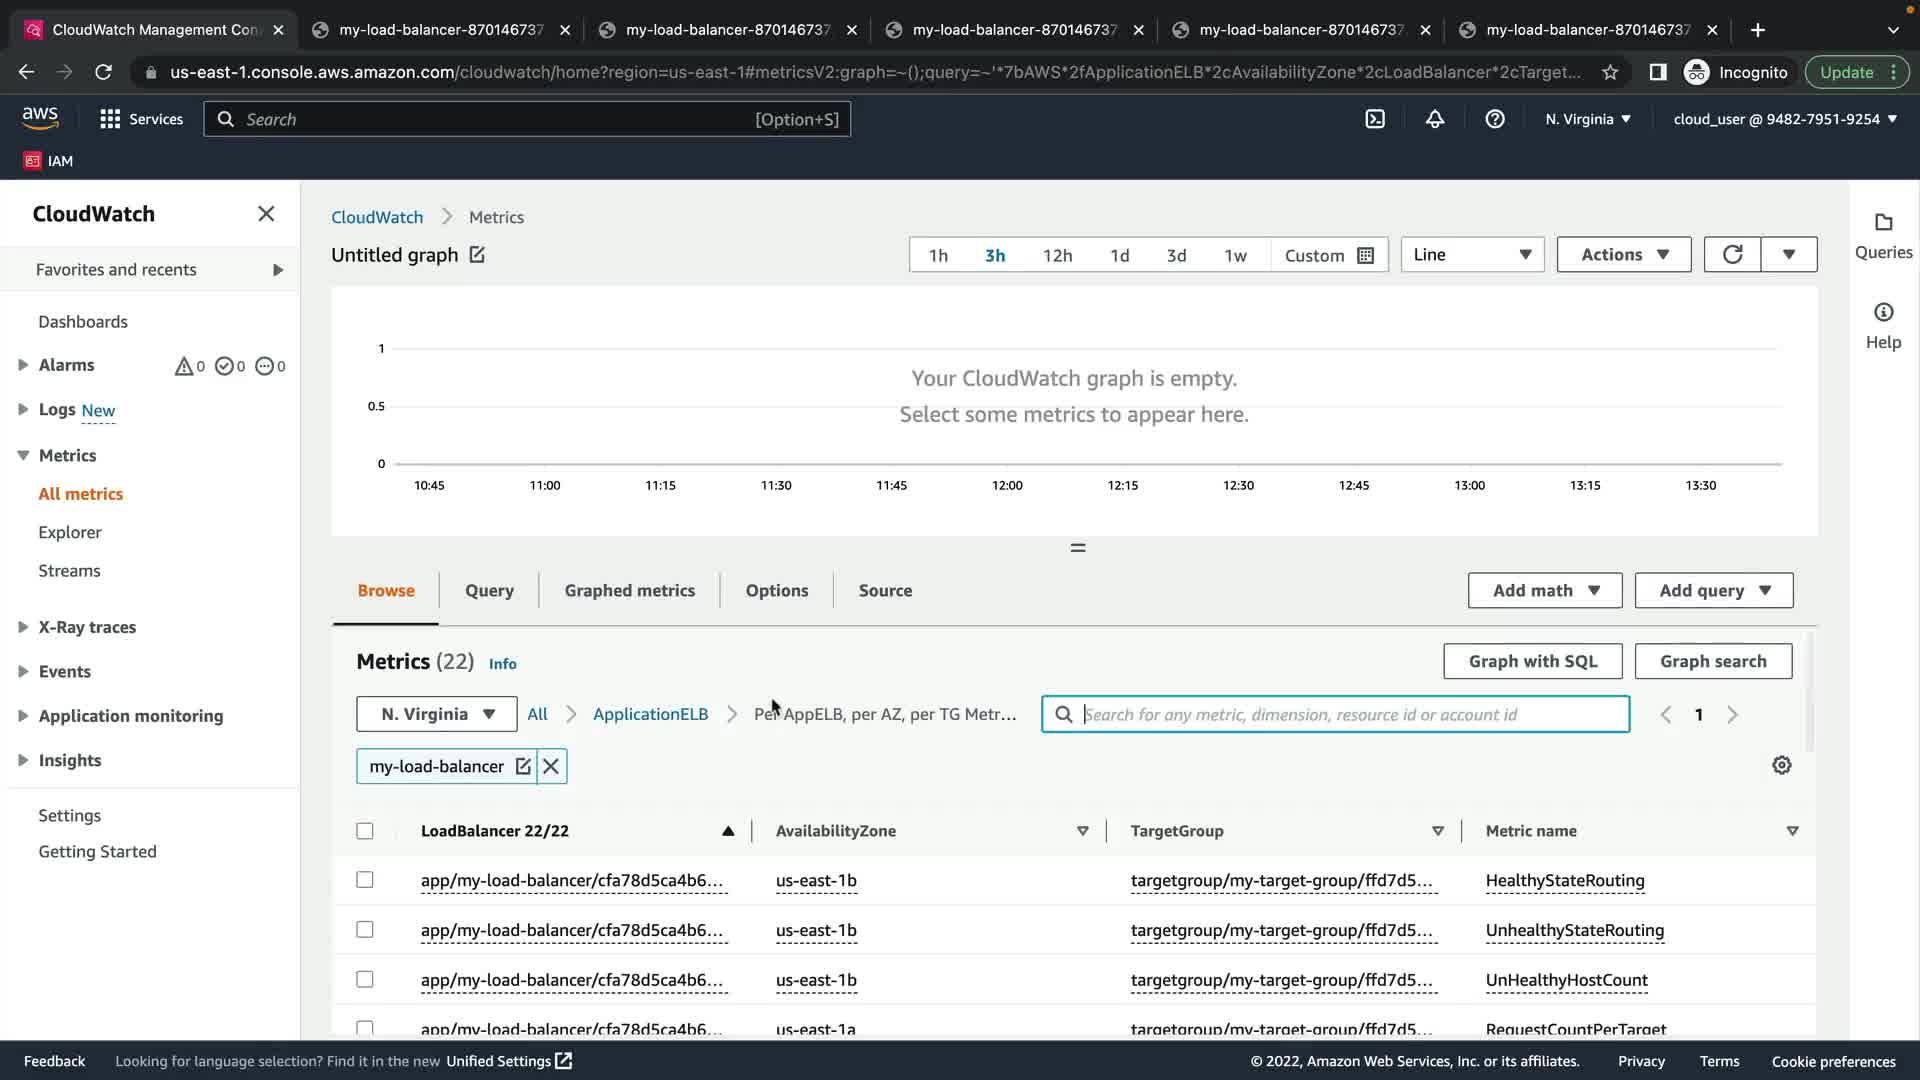 CloudWatch Management Con
my-load-balancer-870146737
my-load-balancer-870146737
my-load-balancer-870146737
my-load-balancer-870146737
my-load-balancer-870146737
us-east-1.console.aws.amazon.com/cloudwatch/home?region=us-east-1#metricsV2:graph=~();query=~'*7bAWS*2fApplicationELB*2cAvailabilityZone*2cLoadBalancer*2cTarget...
Incognito
Update
aws
Services
Search
[Option+S]
N. Virginia
cloud_user @ 9482-7951-9254
IAM
CloudWatch
Favorites and recents
Dashboards
Alarms
0
0
0
Logs New
Metrics
All metrics
Explorer
Streams
X-Ray traces
Events
Application monitoring
Insights
Settings
Getting Started
CloudWatch
Metrics
Untitled graph
1h
3h
12h
1d
3d
1w
Custom
Line
Actions
Queries
Help
Your CloudWatch graph is empty.
Select some metrics to appear here.
1
0.5
0
10:45
11:00
11:15
11:30
11:45
12:00
12:15
12:30
12:45
13:00
13:15
13:30
Browse
Query
Graphed metrics
Options
Source
Add math
Add query
Metrics (22) Info
Graph with SQL
Graph search
N. Virginia
All
ApplicationELB
Per AppELB, per AZ, per TG Metr...
Search for any metric, dimension, resource id or account id
1
my-load-balancer
LoadBalancer 22/22
AvailabilityZone
TargetGroup
Metric name
app/my-load-balancer/cfa78d5ca4b6...
us-east-1b
targetgroup/my-target-group/ffd7d5...
HealthyStateRouting
app/my-load-balancer/cfa78d5ca4b6...
us-east-1b
targetgroup/my-target-group/ffd7d5...
UnhealthyStateRouting
app/my-load-balancer/cfa78d5ca4b6...
us-east-1b
targetgroup/my-target-group/ffd7d5...
UnHealthyHostCount
app/my-load-balancer/cfa78d5ca4b6...
us-east-1a
targetgroup/my-target-group/ffd7d5...
RequestCountPerTarget
Feedback
Looking for language selection? Find it in the new Unified Settings
© 2022, Amazon Web Services, Inc. or its affiliates.
Privacy
Terms
Cookie preferences